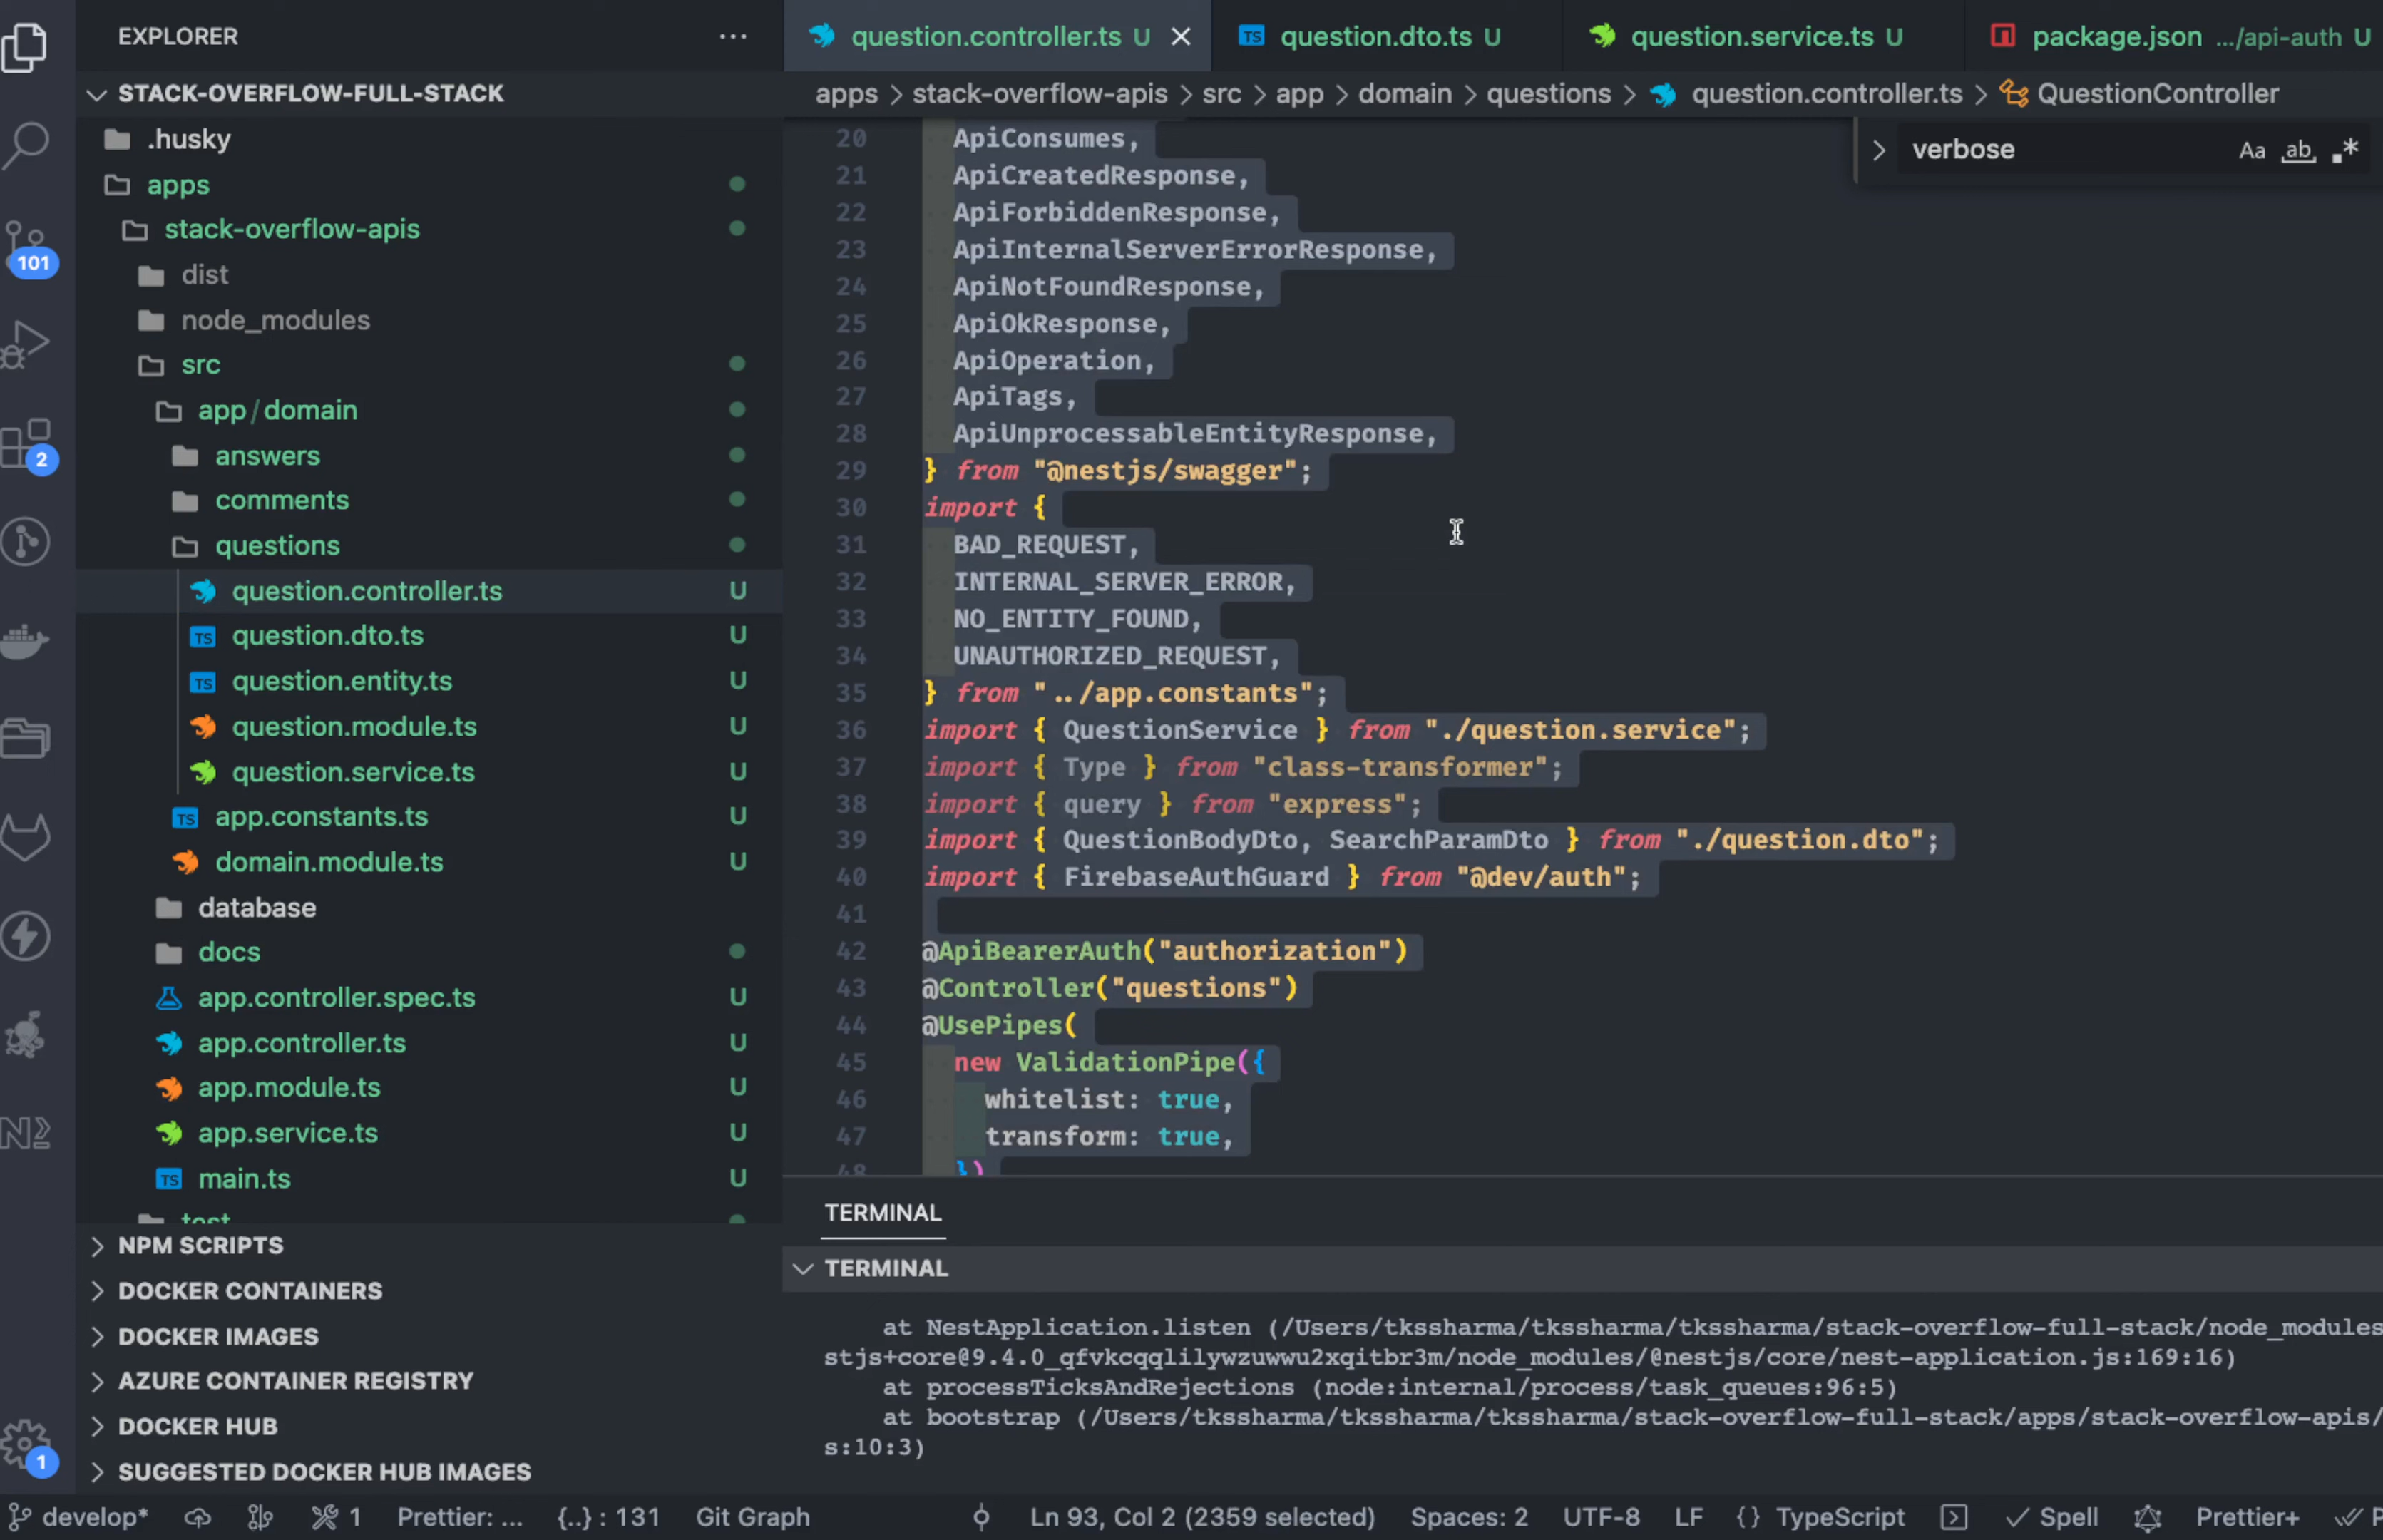 EXPLORER
STACK-OVERFLOW-FULL-STACK
.husky
apps
stack-overflow-apis
dist
node_modules
src
app/domain
answers
comments
questions
question.controller.ts U
TS question.dto.ts U
TS question.entity.ts U
question.module.ts U
question.service.ts U
TS app.constants.ts U
domain.module.ts U
database
docs
app.controller.spec.ts U
app.controller.ts U
app.module.ts U
app.service.ts U
TS main.ts U
test
NPM SCRIPTS
DOCKER CONTAINERS
DOCKER IMAGES
AZURE CONTAINER REGISTRY
DOCKER HUB
SUGGESTED DOCKER HUB IMAGES
101
2
1
question.controller.ts U
TS question.dto.ts U
question.service.ts U
package.json .../api-auth U
apps > stack-overflow-apis > src > app > domain > questions > question.controller.ts > QuestionController
verbose Aa ab
20 ApiConsumes,
21 ApiCreatedResponse,
22 ApiForbiddenResponse,
23 ApiInternalServerErrorResponse,
24 ApiNotFoundResponse,
25 ApiOkResponse,
26 ApiOperation,
27 ApiTags,
28 ApiUnprocessableEntityResponse,
29 } from "@nestjs/swagger";
30 import {
31 BAD_REQUEST,
32 INTERNAL_SERVER_ERROR,
33 NO_ENTITY_FOUND,
34 UNAUTHORIZED_REQUEST,
35 } from "../app.constants";
36 import { QuestionService } from "./question.service";
37 import { Type } from "class-transformer";
38 import { query } from "express";
39 import { QuestionBodyDto, SearchParamDto } from "./question.dto";
40 import { FirebaseAuthGuard } from "@dev/auth";
41
42 @ApiBearerAuth("authorization")
43 @Controller("questions")
44 @UsePipes(
45 new ValidationPipe({
46 whitelist: true,
47 transform: true,
48 })
TERMINAL
TERMINAL
at NestApplication.listen (/Users/tkssharma/tkssharma/tkssharma/stack-overflow-full-stack/node_modules
stjs+core@9.4.0_qfvkcqqlilywzuwwu2xqitbr3m/node_modules/@nestjs/core/nest-application.js:169:16)
at processTicksAndRejections (node:internal/process/task_queues:96:5)
at bootstrap (/Users/tkssharma/tkssharma/tkssharma/stack-overflow-full-stack/apps/stack-overflow-apis/
s:10:3)
develop* 1 Prettier: ... {..} : 131 Git Graph Ln 93, Col 2 (2359 selected) Spaces: 2 UTF-8 LF {} TypeScript Spell Prettier+